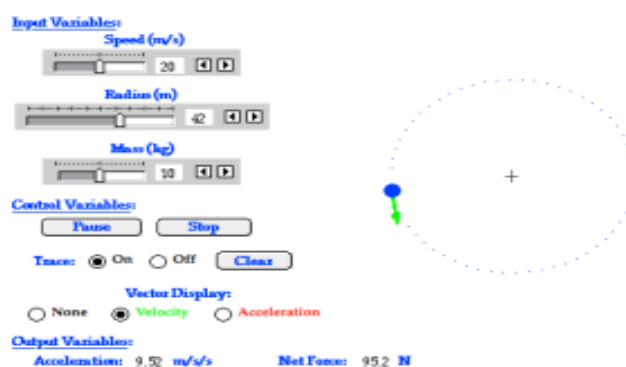 Input Variables:
Speed (m/s)
20
Radius (m)
42
Mass (kg)
10
Control Variables:
Pause Stop
Trace: On Off Clear
Vector Display:
None Velocity Acceleration
Output Variables:
Acceleration: 9.52 m/s/s Net Force: 95.2 N